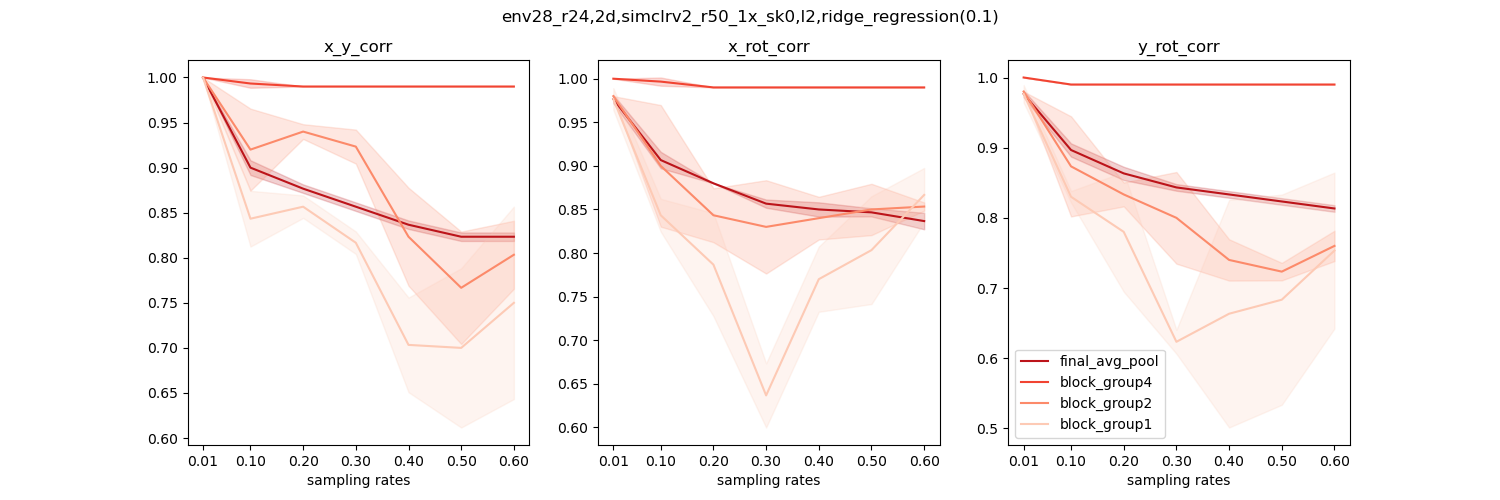 env28_r24,2d,simclrv2_r50_1x_sk0,l2,ridge_regression(0.1)
x_y_corr
1.00
0.95
0.90
0.85
0.80
0.75
0.70
0.65
0.60
0.01 0.10 0.20 0.30 0.40 0.50 0.60
sampling rates
x_rot_corr
1.00
0.95
0.90
0.85
0.80
0.75
0.70
0.65
0.60
0.01 0.10 0.20 0.30 0.40 0.50 0.60
sampling rates
y_rot_corr
1.0
0.9
0.8
0.7
0.6
0.5
final_avg_pool
block_group4
block_group2
block_group1
0.01 0.10 0.20 0.30 0.40 0.50 0.60
sampling rates